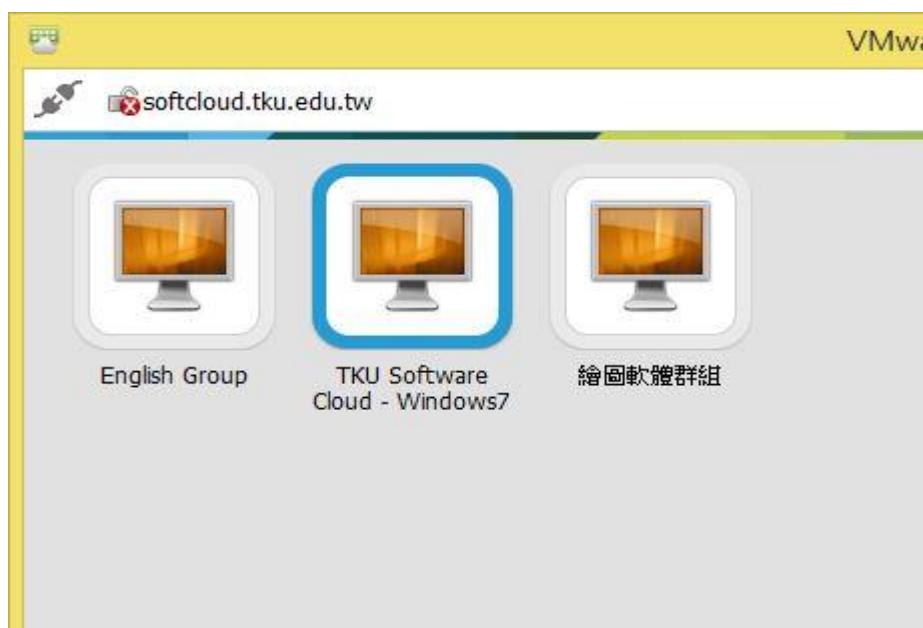 VMwa
softcloud.tku.edu.tw
English Group
TKU Software
Cloud - Windows7
繪圖軟體群組